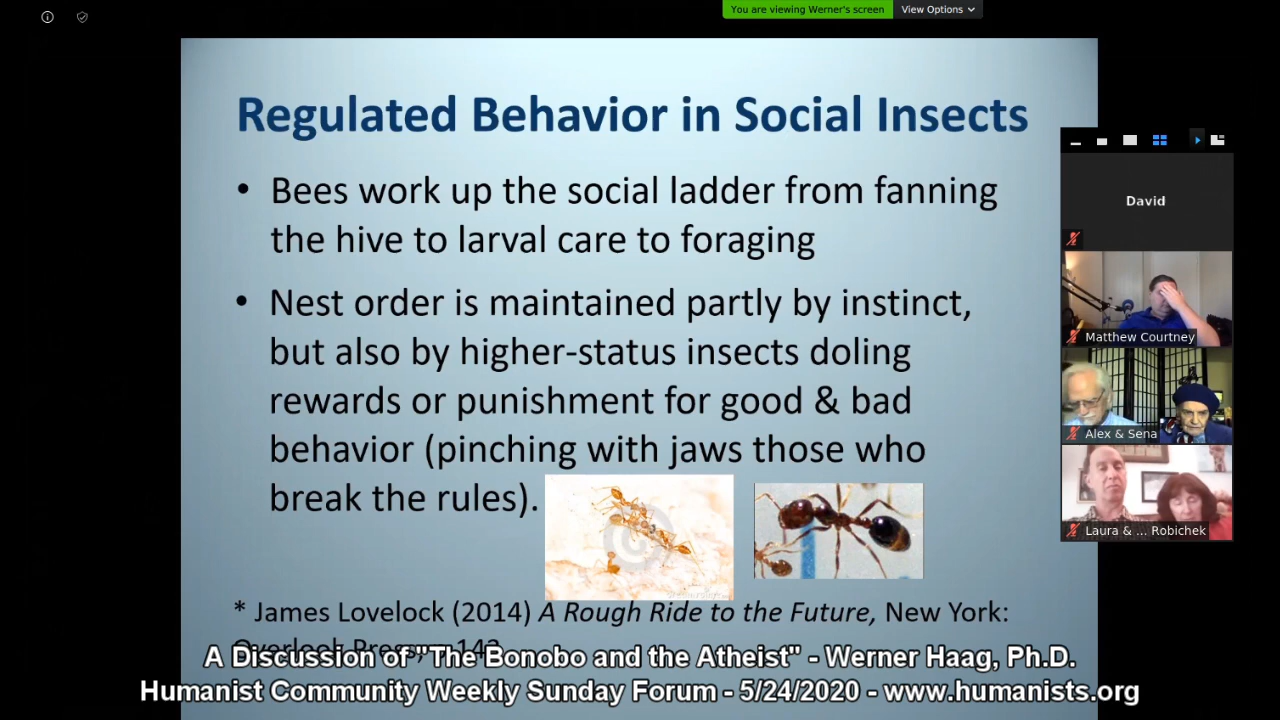 You are viewing Werner's screen
View Options
Regulated Behavior in Social Insects
• Bees work up the social ladder from fanning
the hive to larval care to foraging
• Nest order is maintained partly by instinct,
but also by higher-status insects doling
rewards or punishment for good & bad
behavior (pinching with jaws those who
break the rules).
* James Lovelock (2014) A Rough Ride to the Future, New York:
Overlook Press,
A Discussion of "The Bonobo and the Atheist" - Werner Haag, Ph.D.
Humanist Community Weekly Sunday Forum - 5/24/2020 - www.humanists.org
David
Matthew Courtney
Alex & Sena
Laura & ... Robichek